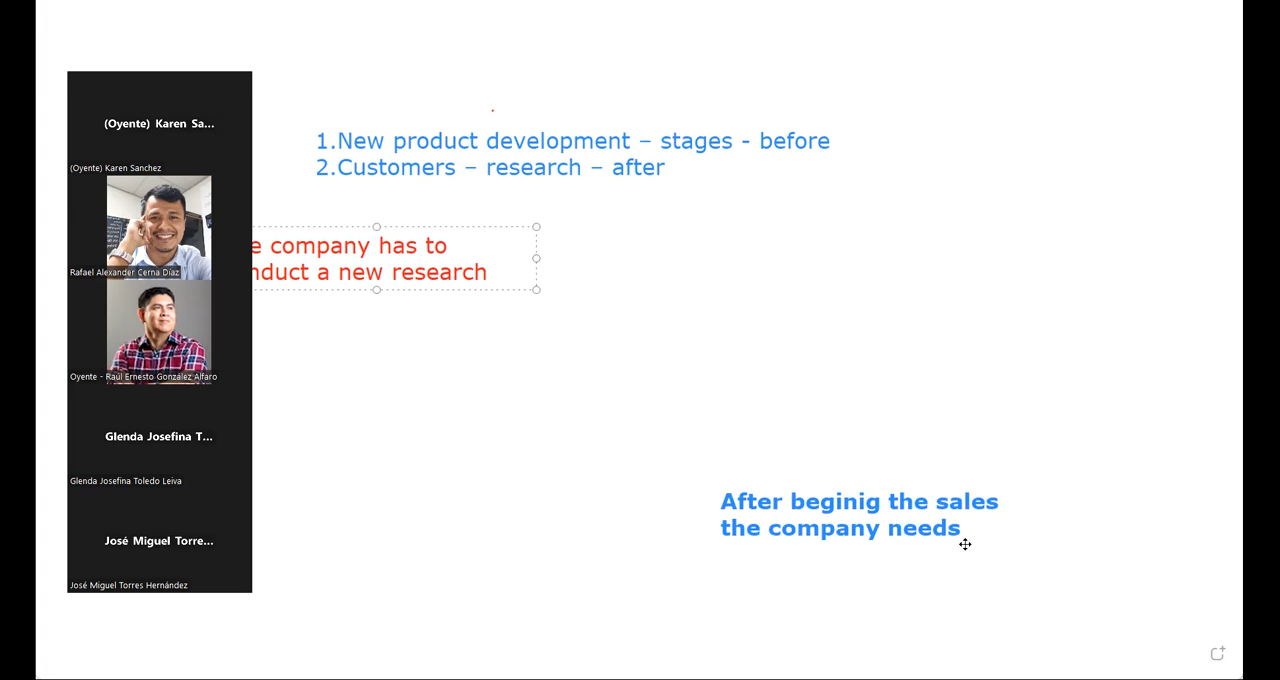 (Oyente) Karen Sa...
(Oyente) Karen Sanchez
Rafael Alexander Cerna Díaz
Oyente - Raúl Ernesto González Alfaro
Glenda Josefina T...
Glenda Josefina Toledo Leiva
José Miguel Torre...
José Miguel Torres Hernández
1.New product development – stages - before
2.Customers – research – after
e company has to
nduct a new research
After beginig the sales
the company needs